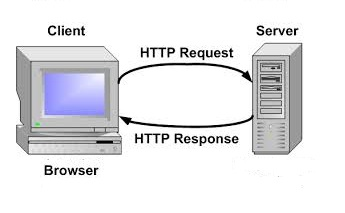 Client
Server
HTTP Request
HTTP Response
Browser